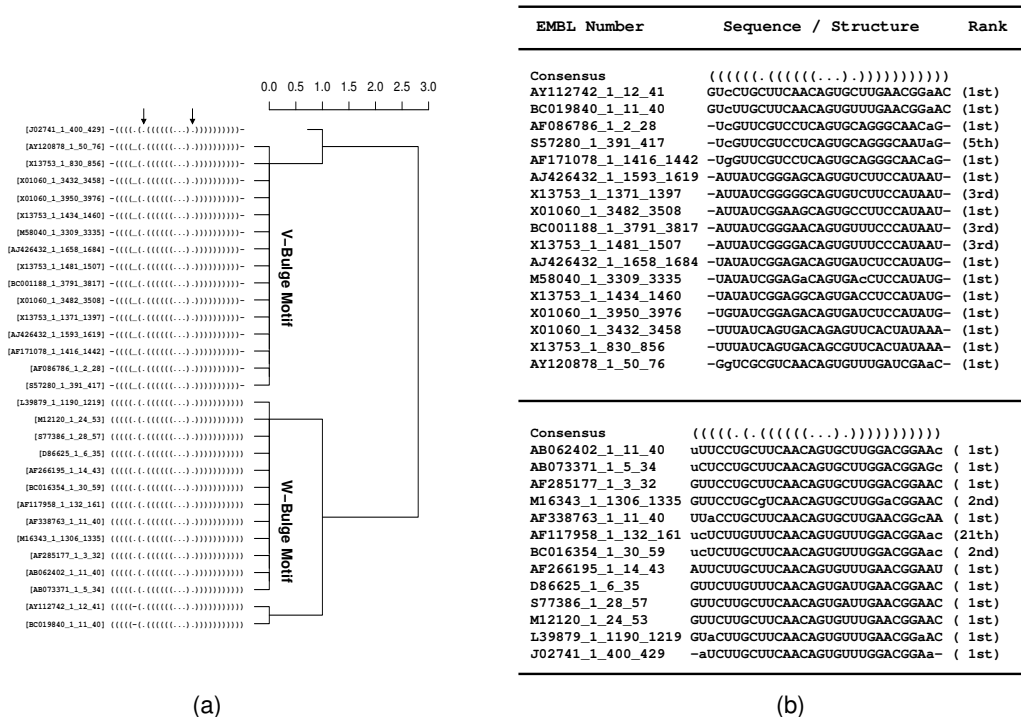 0.0 0.5 1.0 1.5 2.0 2.5 3.0
[J02741_1_400_429] -((((.(.((((((...).))))))))))-
[AY120878_1_50_76] -((((_(.((((((...).))))))))))-
[X13753_1_830_856] -((((_(.((((((...).))))))))))-
[X01060_1_3432_3458] -((((_(.((((((...).))))))))))-
[X01060_1_3950_3976] -((((_(.((((((...).))))))))))-
[X13753_1_1434_1460] -((((_(.((((((...).))))))))))-
[M58040_1_3309_3335] -((((_(.((((((...).))))))))))-
[AJ426432_1_1658_1684] -((((_(.((((((...).))))))))))-
[X13753_1_1481_1507] -((((_(.((((((...).))))))))))-
[BC001188_1_3791_3817] -((((_(.((((((...).))))))))))-
[X01060_1_3482_3508] -((((_(.((((((...).))))))))))-
[X13753_1_1371_1397] -((((_(.((((((...).))))))))))-
[AJ426432_1_1593_1619] -((((_(.((((((...).))))))))))-
[AF171078_1_1416_1442] -((((_(.((((((...).))))))))))-
[AF086786_1_2_28] -((((_(.((((((...).))))))))))-
[S57280_1_391_417] -((((_(.((((((...).))))))))))-
[L39879_1_1190_1219] (((((.(.((((((...).)))))))))))
[M12120_1_24_53] (((((.(.((((((...).)))))))))))
[S77386_1_28_57] (((((.(.((((((...).)))))))))))
[D86625_1_6_35] (((((.(.((((((...).)))))))))))
[AF266195_1_14_43] (((((.(.((((((...).)))))))))))
[BC016354_1_30_59] (((((.(.((((((...).)))))))))))
[AF117958_1_132_161] (((((.(.((((((...).)))))))))))
[AF338763_1_11_40] (((((.(.((((((...).)))))))))))
[M16343_1_1306_1335] (((((.(.((((((...).)))))))))))
[AF285177_1_3_32] (((((.(.((((((...).)))))))))))
[AB062402_1_11_40] (((((.(.((((((...).)))))))))))
[AB073371_1_5_34] (((((.(.((((((...).)))))))))))
[AY112742_1_12_41] (((((-(.((((((...).)))))))))))
[BC019840_1_11_40] (((((-(.((((((...).)))))))))))
V-Bulge Motif
W-Bulge Motif
(a)
EMBL Number Sequence / Structure Rank
Consensus ((((((.((((((...).)))))))))))
AY112742_1_12_41 GUcCUGCUUCAACAGUGCUUGAACGGaAC (1st)
BC019840_1_11_40 GUcUUGCUUCAACAGUGUUUGAACGGaAC (1st)
AF086786_1_2_28 -UcGUUCGUCCUCAGUGCAGGGCAACaG- (1st)
S57280_1_391_417 -UcGUUCGUCCUCAGUGCAGGGCAAUaG- (5th)
AF171078_1_1416_1442 -UgGUUCGUCCUCAGUGCAGGGCAACaG- (1st)
AJ426432_1_1593_1619 -AUUAUCGGGAGCAGUGUCUUCCAUAAU- (1st)
X13753_1_1371_1397 -AUUAUCGGGGGCAGUGUCUUCCAUAAU- (3rd)
X01060_1_3482_3508 -AUUAUCGGAAGCAGUGCCUUCCAUAAU- (1st)
BC001188_1_3791_3817 -AUUAUCGGGAACAGUGUUUCCCAUAAU- (3rd)
X13753_1_1481_1507 -AUUAUCGGGGACAGUGUUUCCCAUAAU- (3rd)
AJ426432_1_1658_1684 -UAUAUCGGAGACAGUGAUCUCCAUAUG- (1st)
M58040_1_3309_3335 -UAUAUCGGAGaCAGUGAcCUCCAUAUG- (1st)
X13753_1_1434_1460 -UAUAUCGGAGGCAGUGACCUCCAUAUG- (1st)
X01060_1_3950_3976 -UGUAUCGGAGACAGUGAUCUCCAUAUG- (1st)
X01060_1_3432_3458 -UUUAUCAGUGACAGAGUUCACUAUAAA- (1st)
X13753_1_830_856 -UUUAUCAGUGACAGCGUUCACUAUAAA- (1st)
AY120878_1_50_76 -GgUCGCGUCAACAGUGUUUGAUCGAaC- (1st)
Consensus (((((.(.((((((...).)))))))))))
AB062402_1_11_40 uUUCCUGCUUCAACAGUGCUUGGACGGAAc ( 1st)
AB073371_1_5_34 uCUCCUGCUUCAACAGUGCUUGGACGGAGc ( 1st)
AF285177_1_3_32 GUUCCUGCUUCAACAGUGCUUGGACGGAAC ( 1st)
M16343_1_1306_1335 GUUCCUGCgUCAACAGUGCUUGGaCGGAAC ( 2nd)
AF338763_1_11_40 UUaCCUGCUUCAACAGUGCUUGAACGGcAA ( 1st)
AF117958_1_132_161 ucUCUUGCUUCAACAGUGUUUGGACGGAac (21th)
BC016354_1_30_59 ucUCUUGCUUCAACAGUGUUUGGACGGAac ( 2nd)
AF266195_1_14_43 AUUCUUGCUUCAACAGUGUUUGAACGGAAU ( 1st)
D86625_1_6_35 GUUCUUGUUUCAACAGUGAUUGAACGGAAC ( 1st)
S77386_1_28_57 GUUCUUGCUUCAACAGUGAUUGAACGGAAC ( 1st)
M12120_1_24_53 GUUCUUGCUUCAACAGUGUUUGAACGGAAC ( 1st)
L39879_1_1190_1219 GUaCUUGCUUCAACAGUGUUUGAACGGaAC ( 1st)
J02741_1_400_429 -aUCUUGCUUCAACAGUGUUUGGACGGAa- ( 1st)
(b)